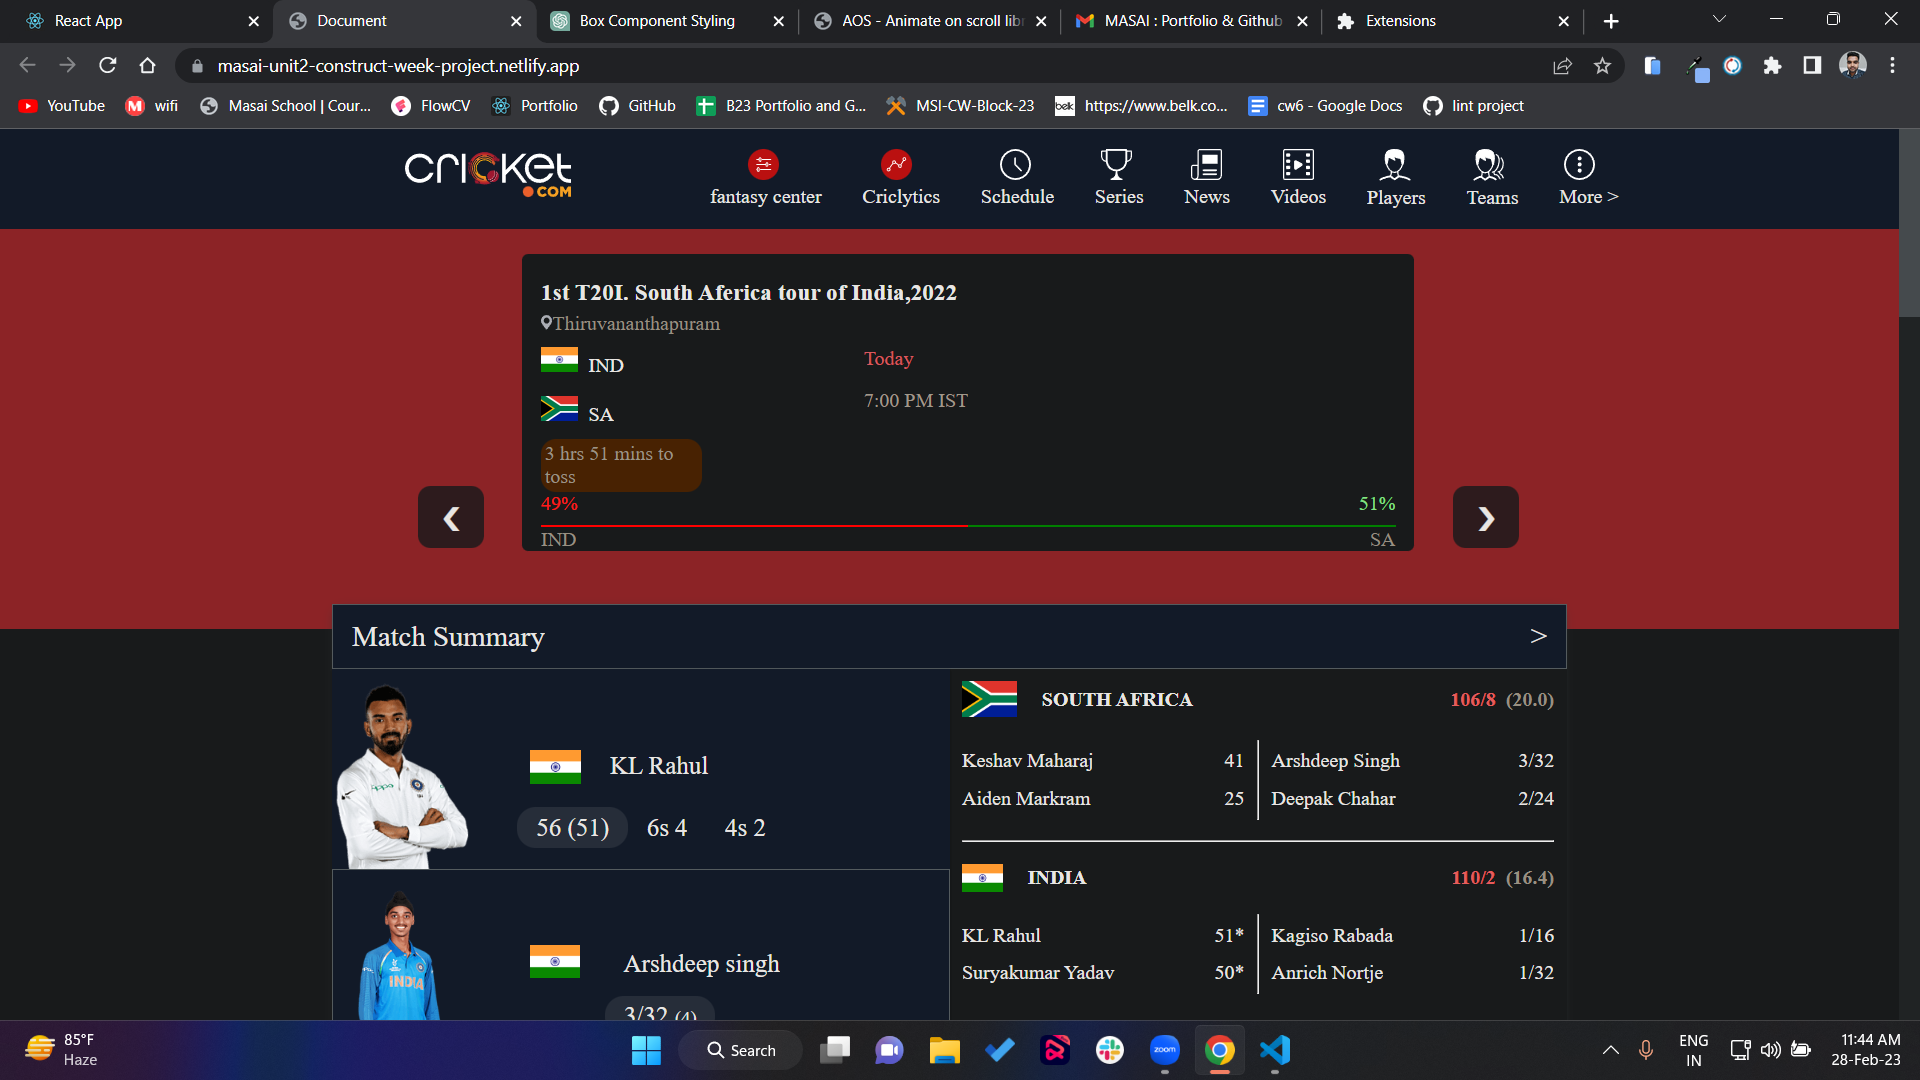 React App
Document
Box Component Styling
AOS - Animate on scroll libr
MASAI : Portfolio & Github
Extensions
masai-unit2-construct-week-project.netlify.app
YouTube
wifi
Masai School | Cour...
FlowCV
Portfolio
GitHub
B23 Portfolio and G...
MSI-CW-Block-23
belk
https://www.belk.co...
cw6 - Google Docs
lint project
cricket
.COM
fantasy center
Criclytics
Schedule
Series
News
Videos
Players
Teams
More >
1st T20I. South Aferica tour of India,2022
Thiruvananthapuram
IND
Today
7:00 PM IST
SA
3 hrs 51 mins to
toss
49%
51%
IND
SA
❮
❯
Match Summary
>
KL Rahul
56 (51)
6s 4
4s 2
Arshdeep singh
3/32 (4)
INDIA
SOUTH AFRICA
106/8 (20.0)
Keshav Maharaj 41
Arshdeep Singh 3/32
Aiden Markram 25
Deepak Chahar 2/24
INDIA
110/2 (16.4)
KL Rahul 51*
Kagiso Rabada 1/16
Suryakumar Yadav 50*
Anrich Nortje 1/32
85°F
Haze
Search
zoom
ENG
IN
11:44 AM
28-Feb-23